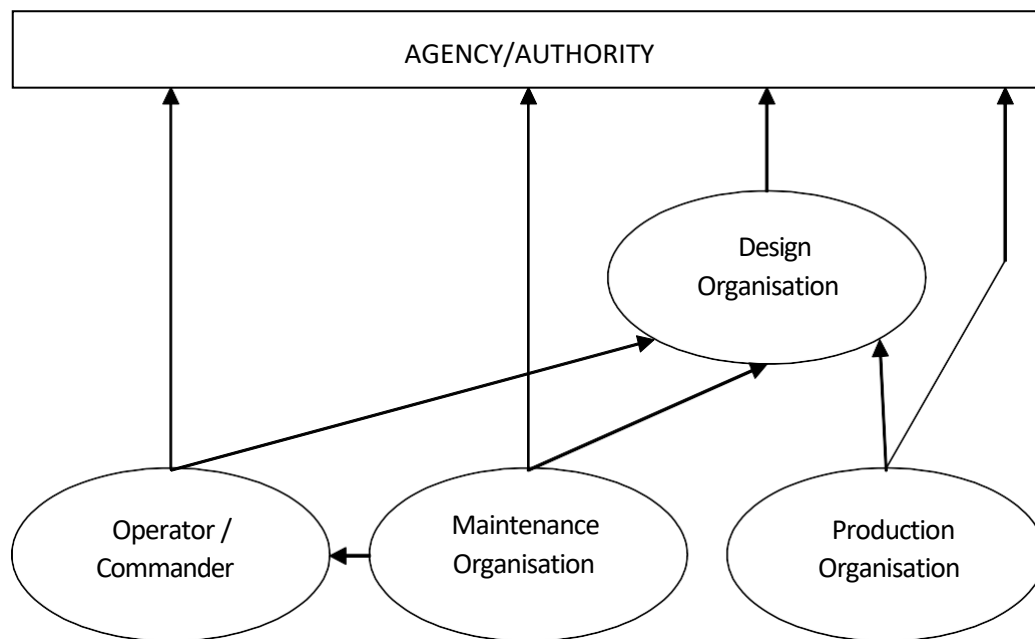 AGENCY/AUTHORITY
Design
Organisation
Operator /
Commander
Maintenance
Organisation
Production
Organisation